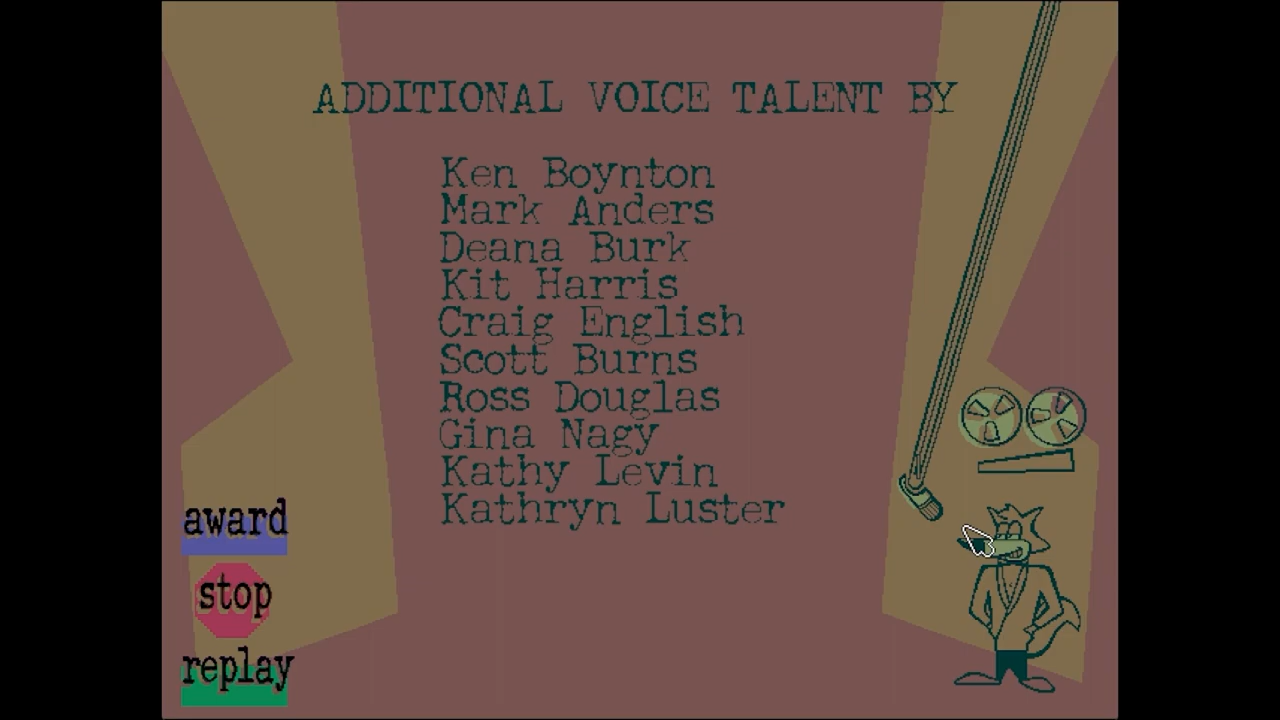 ADDITIONAL VOICE TALENT BY
Ken Boynton
Mark Anders
Deana Burk
Kit Harris
Craig English
Scott Burns
Ross Douglas
Gina Nagy
Kathy Levin
Kathryn Luster
award
stop
replay